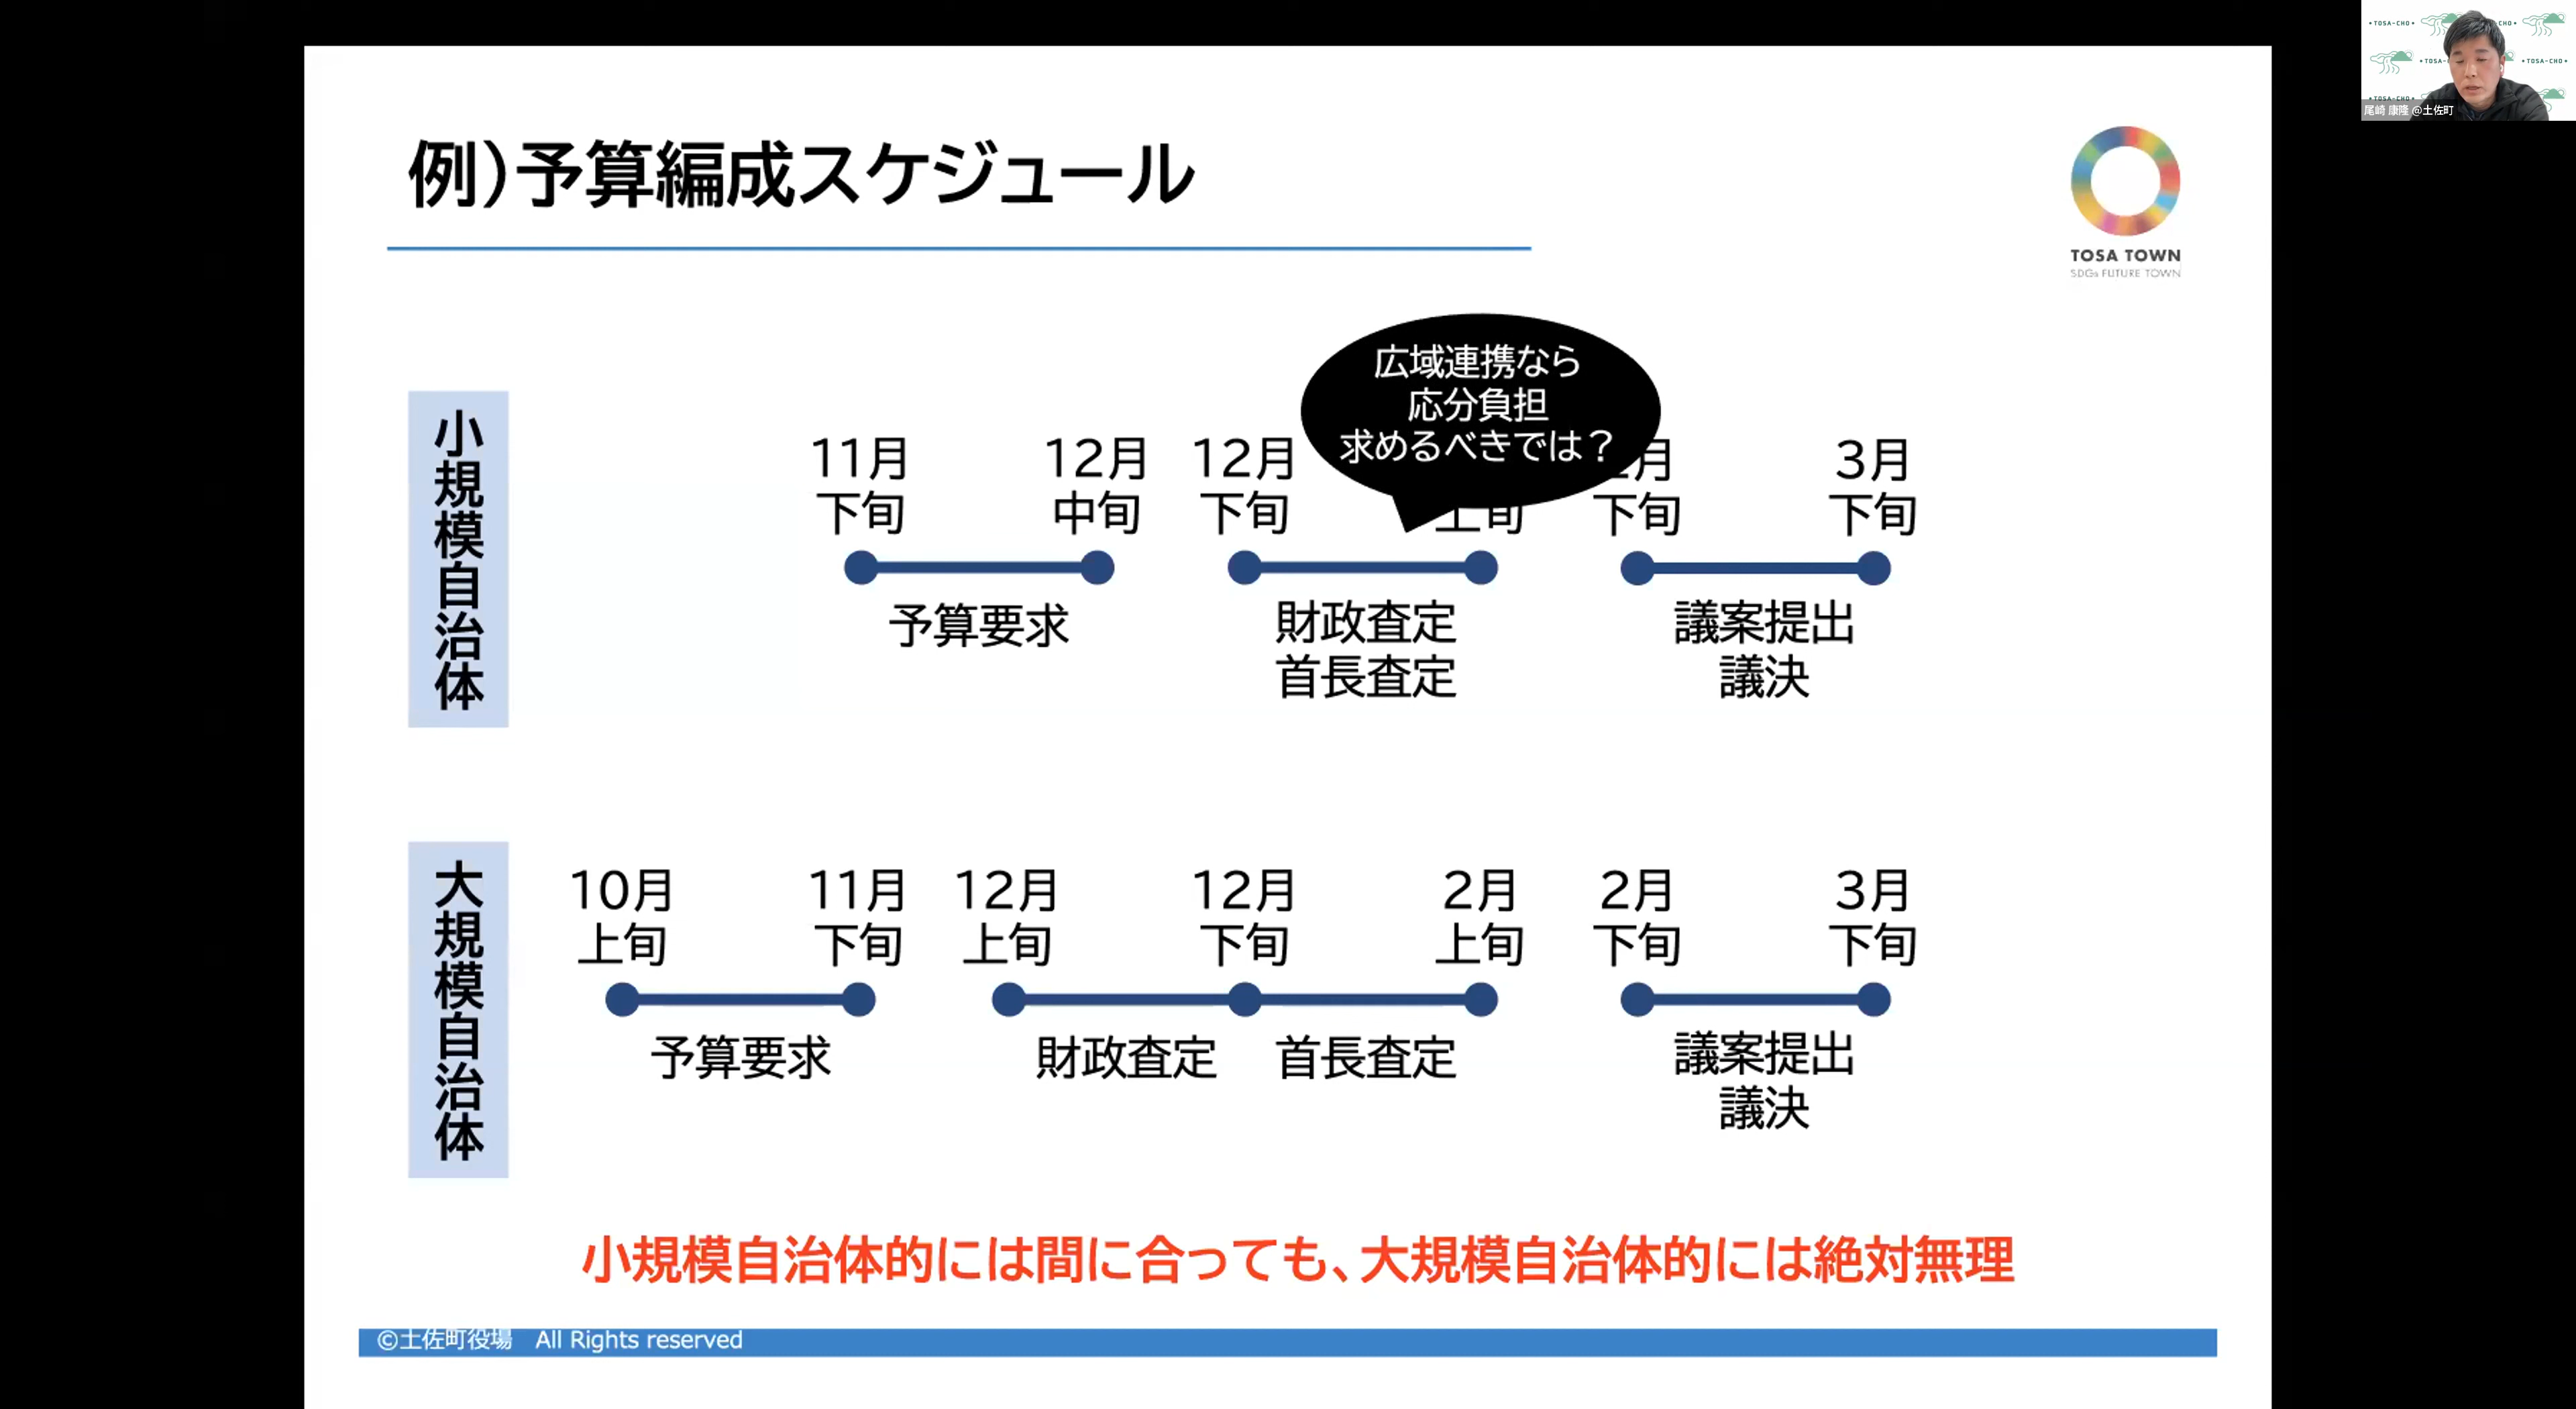 例）予算編成スケジュール
TOSA TOWN
SDGs FUTURE TOWN
尾崎 康隆 @土佐町
TOSA-CHO
TOSA-CHO
小規模自治体
広域連携なら
応分負担
求めるべきでは？
11月
下旬
12月
中旬
12月
下旬
上旬
月
下旬
3月
下旬
予算要求
財政査定
首長査定
議案提出
議決
大規模自治体
10月
上旬
11月
下旬
12月
上旬
12月
下旬
2月
上旬
2月
下旬
3月
下旬
予算要求
財政査定
首長査定
議案提出
議決
小規模自治体的には間に合っても、大規模自治体的には絶対無理
©土佐町役場　All Rights reserved